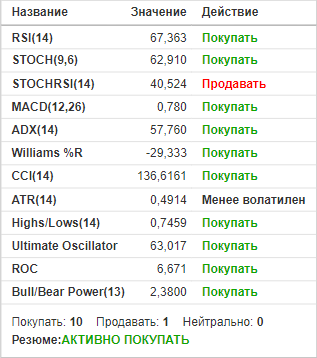 Название Значение Действие
RSI(14) 67,363 Покупать
STOCH(9,6) 62,910 Покупать
STOCHRSI(14) 40,524 Продавать
MACD(12,26) 0,780 Покупать
ADX(14) 57,760 Покупать
Williams %R -29,333 Покупать
CCI(14) 136,6161 Покупать
ATR(14) 0,4914 Менее волатилен
Highs/Lows(14) 0,7459 Покупать
Ultimate Oscillator 63,017 Покупать
ROC 6,671 Покупать
Bull/Bear Power(13) 2,3800 Покупать
Покупать: 10 Продавать: 1 Нейтрально: 0
Резюме:АКТИВНО ПОКУПАТЬ